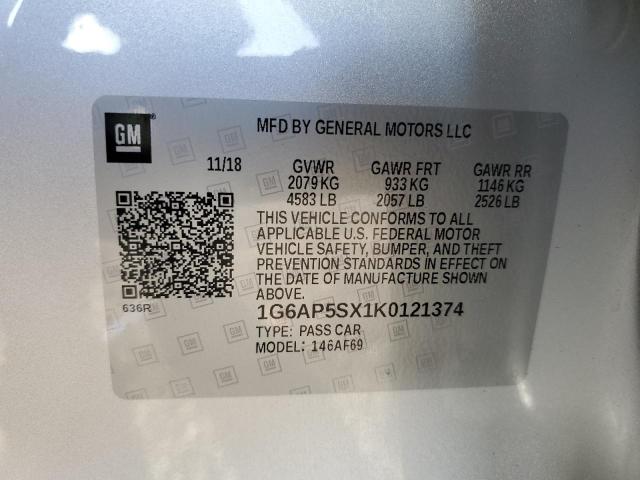 GM®
MFD BY GENERAL MOTORS LLC
11/18 GVWR GAWR FRT GAWR RR
2079 KG 933 KG 1146 KG
4583 LB 2057 LB 2526 LB
THIS VEHICLE CONFORMS TO ALL
APPLICABLE U.S. FEDERAL MOTOR
VEHICLE SAFETY, BUMPER, AND THEFT
PREVENTION STANDARDS IN EFFECT ON
THE DATE OF MANUFACTURE SHOWN
ABOVE.
636R
1G6AP5SX1K0121374
TYPE: PASS CAR
MODEL: 146AF69